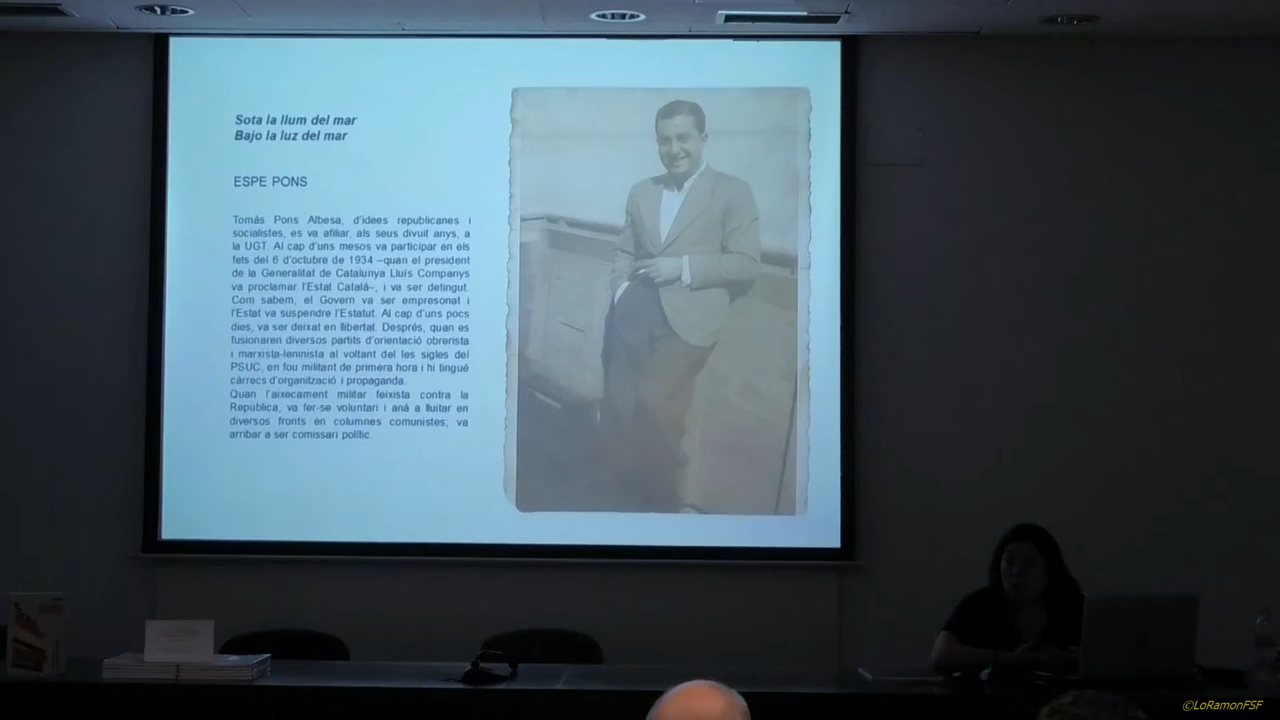 Sota la llum del mar
Bajo la luz del mar
ESPE PONS
Tomàs Pons Albesa, d'idees republicanes i
socialistes, es va afiliar, als seus divuit anys, a
la UGT. Al cap d'uns mesos va participar en els
fets del 6 d'octubre de 1934 –quan el president
de la Generalitat de Catalunya Lluís Companys
va proclamar l'Estat Català–, i va ser detingut.
Com sabem, el Govern va ser empresonat i
l'Estat va suspendre l'Estatut. Al cap d'uns pocs
dies, va ser deixat en llibertat. Després, quan es
fusionaren diversos partits d'orientació obrerista
i marxista-leninista al voltant del les sigles del
PSUC, en fou militant de primera hora i hi tingué
càrrecs d'organització i propaganda.
Quan l'aixecament militar feixista contra la
República, va fer-se voluntari i anà a lluitar en
diversos fronts en columnes comunistes; va
arribar a ser comissari polític.
©LoRamonFSF